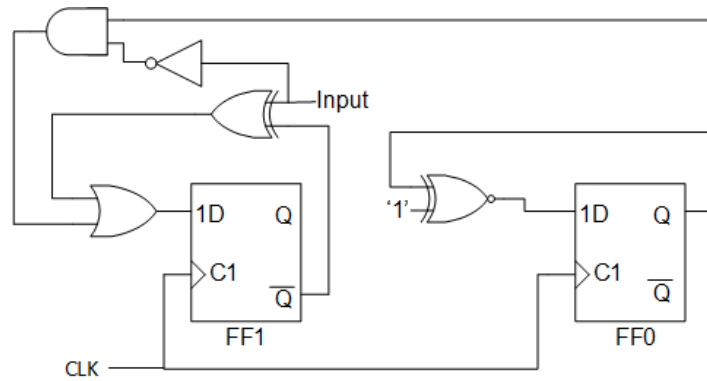 Input
1D Q
C1
Q
FF1
'1'
1D Q
C1
Q
FF0
CLK